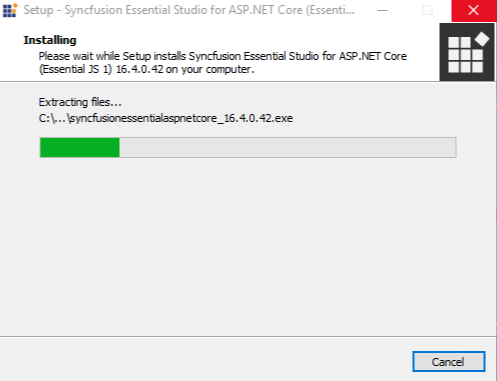 Setup - Syncfusion Essential Studio for ASP.NET Core (Essenti...
Installing
Please wait while Setup installs Syncfusion Essential Studio for ASP.NET Core
(Essential JS 1) 16.4.0.42 on your computer.
Extracting files...
C:\...\syncfusionessentialaspnetcore_16.4.0.42.exe
Cancel